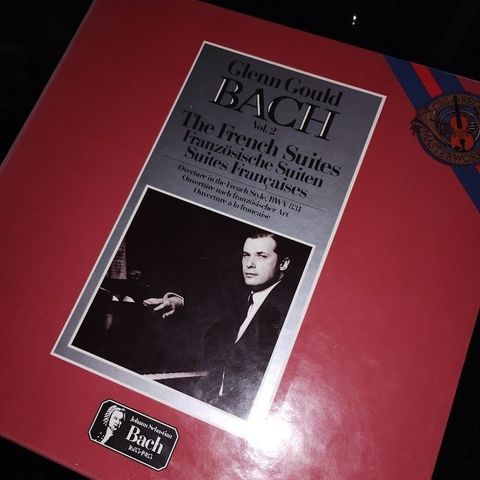 Glenn Gould
BACH
Vol. 2
The French Suites
Französische Suiten
Suites Françaises
Overture in the French Style, BWV 831
Ouvertüre nach französischer Art
Ouverture à la française
MASTERWORKS
Johann Sebastian
Bach
1685-1985